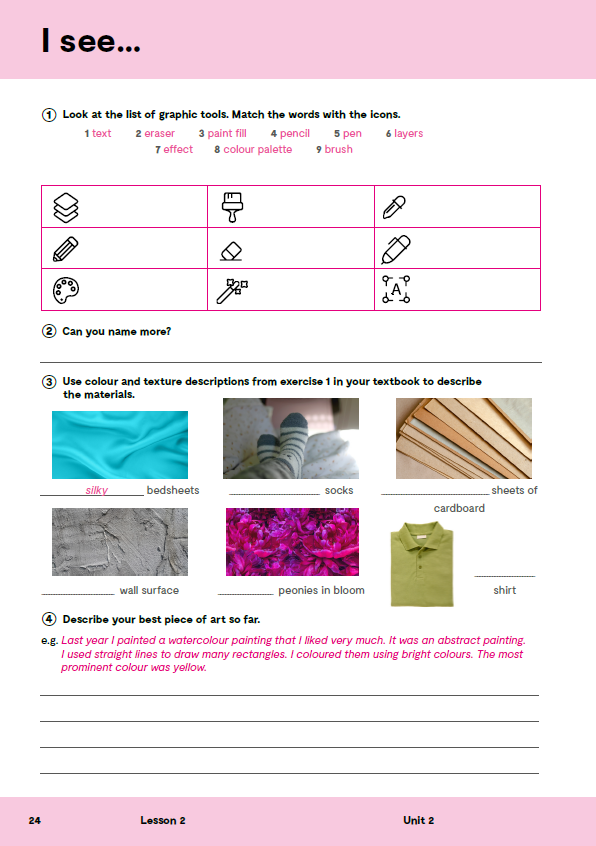 I see...
1 Look at the list of graphic tools. Match the words with the icons.
1 text 2 eraser 3 paint fill 4 pencil 5 pen 6 layers
7 effect 8 colour palette 9 brush
A
2 Can you name more?
3 Use colour and texture descriptions from exercise 1 in your textbook to describe
the materials.
silky bedsheets
socks
sheets of
cardboard
wall surface
peonies in bloom
shirt
4 Describe your best piece of art so far.
e.g. Last year I painted a watercolour painting that I liked very much. It was an abstract painting.
I used straight lines to draw many rectangles. I coloured them using bright colours. The most
prominent colour was yellow.
24 Lesson 2 Unit 2